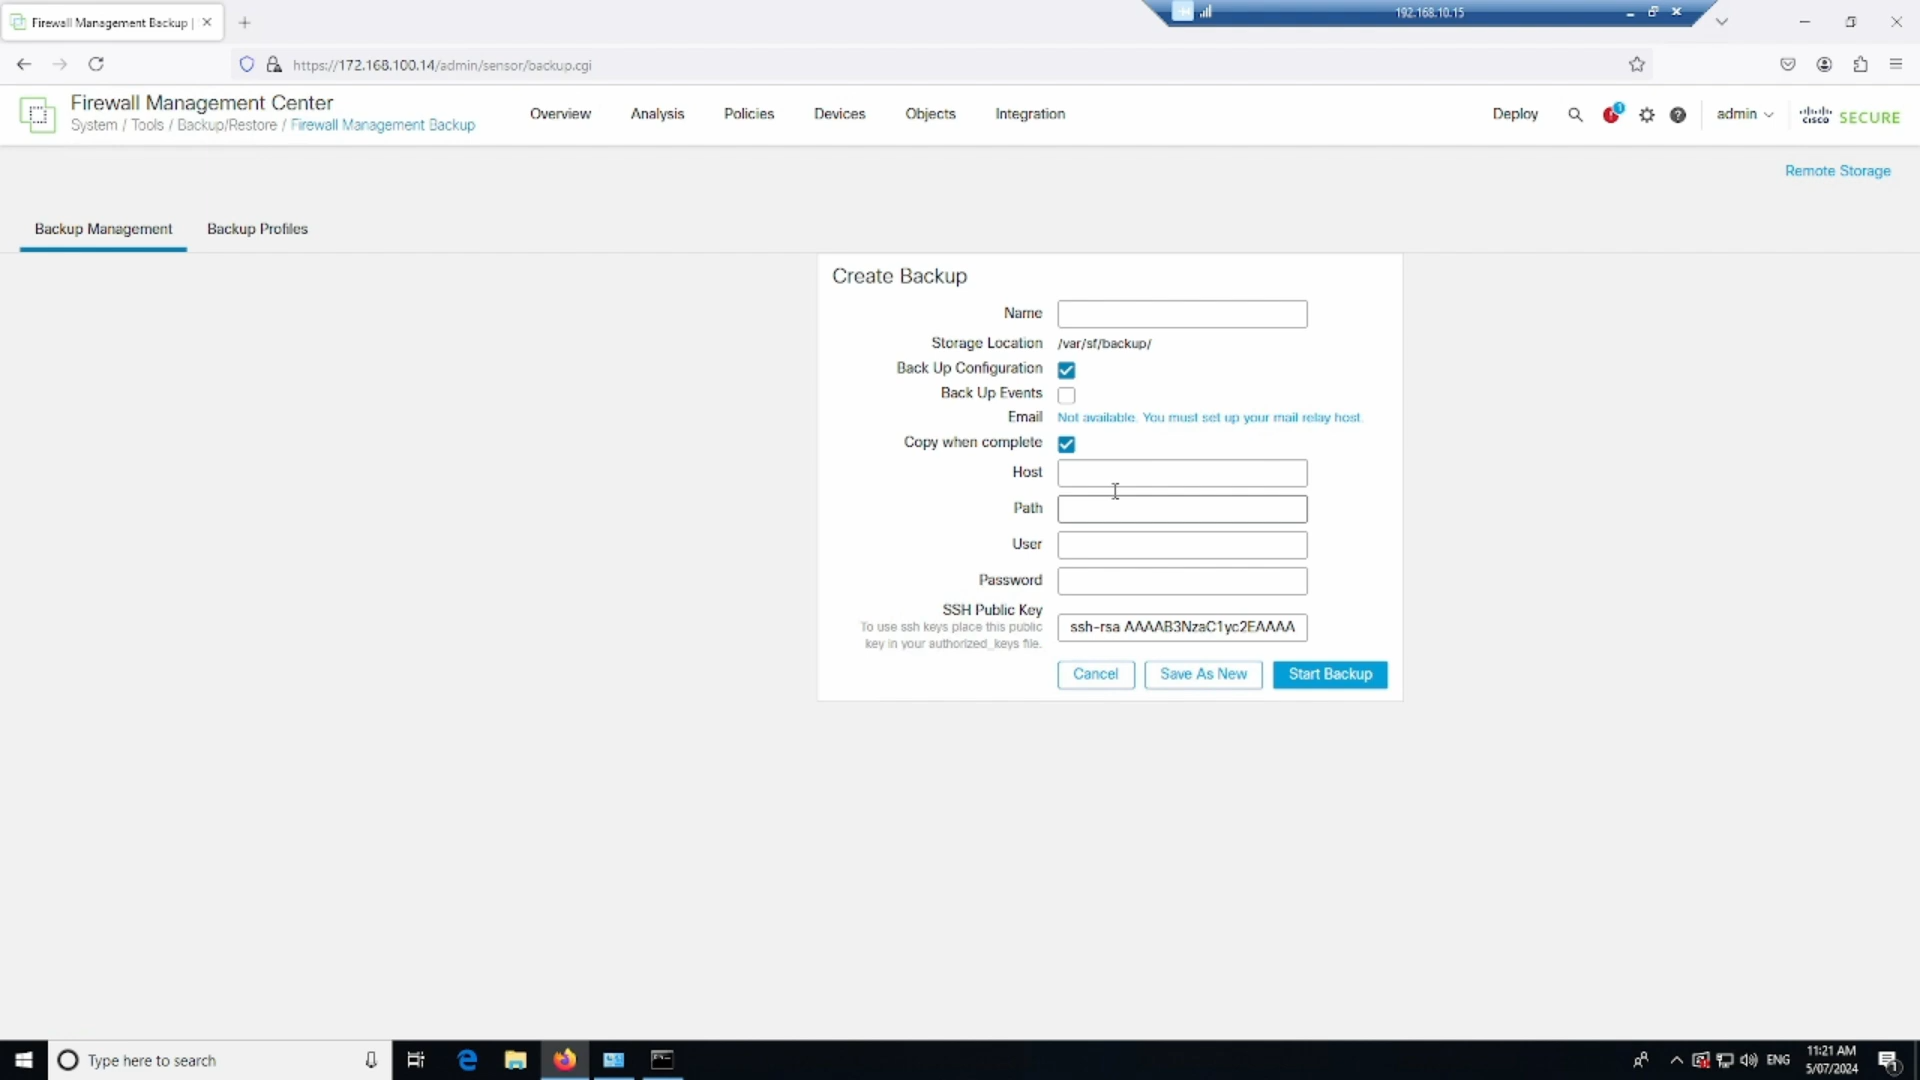 Firewall Management Backup |
192.168.10.15
https://172.168.100.14/admin/sensor/backup.cgi
Firewall Management Center
System / Tools / Backup/Restore / Firewall Management Backup
Overview
Analysis
Policies
Devices
Objects
Integration
Deploy
1
admin
cisco SECURE
Remote Storage
Backup Management
Backup Profiles
Create Backup
Name
Storage Location /var/sf/backup/
Back Up Configuration
Back Up Events
Email Not available. You must set up your mail relay host.
Copy when complete
Host
Path
User
Password
SSH Public Key
To use ssh keys place this public
key in your authorized_keys file.
ssh-rsa AAAAB3NzaC1yc2EAAAA
Cancel
Save As New
Start Backup
Type here to search
ENG
11:21 AM
5/07/2024
1